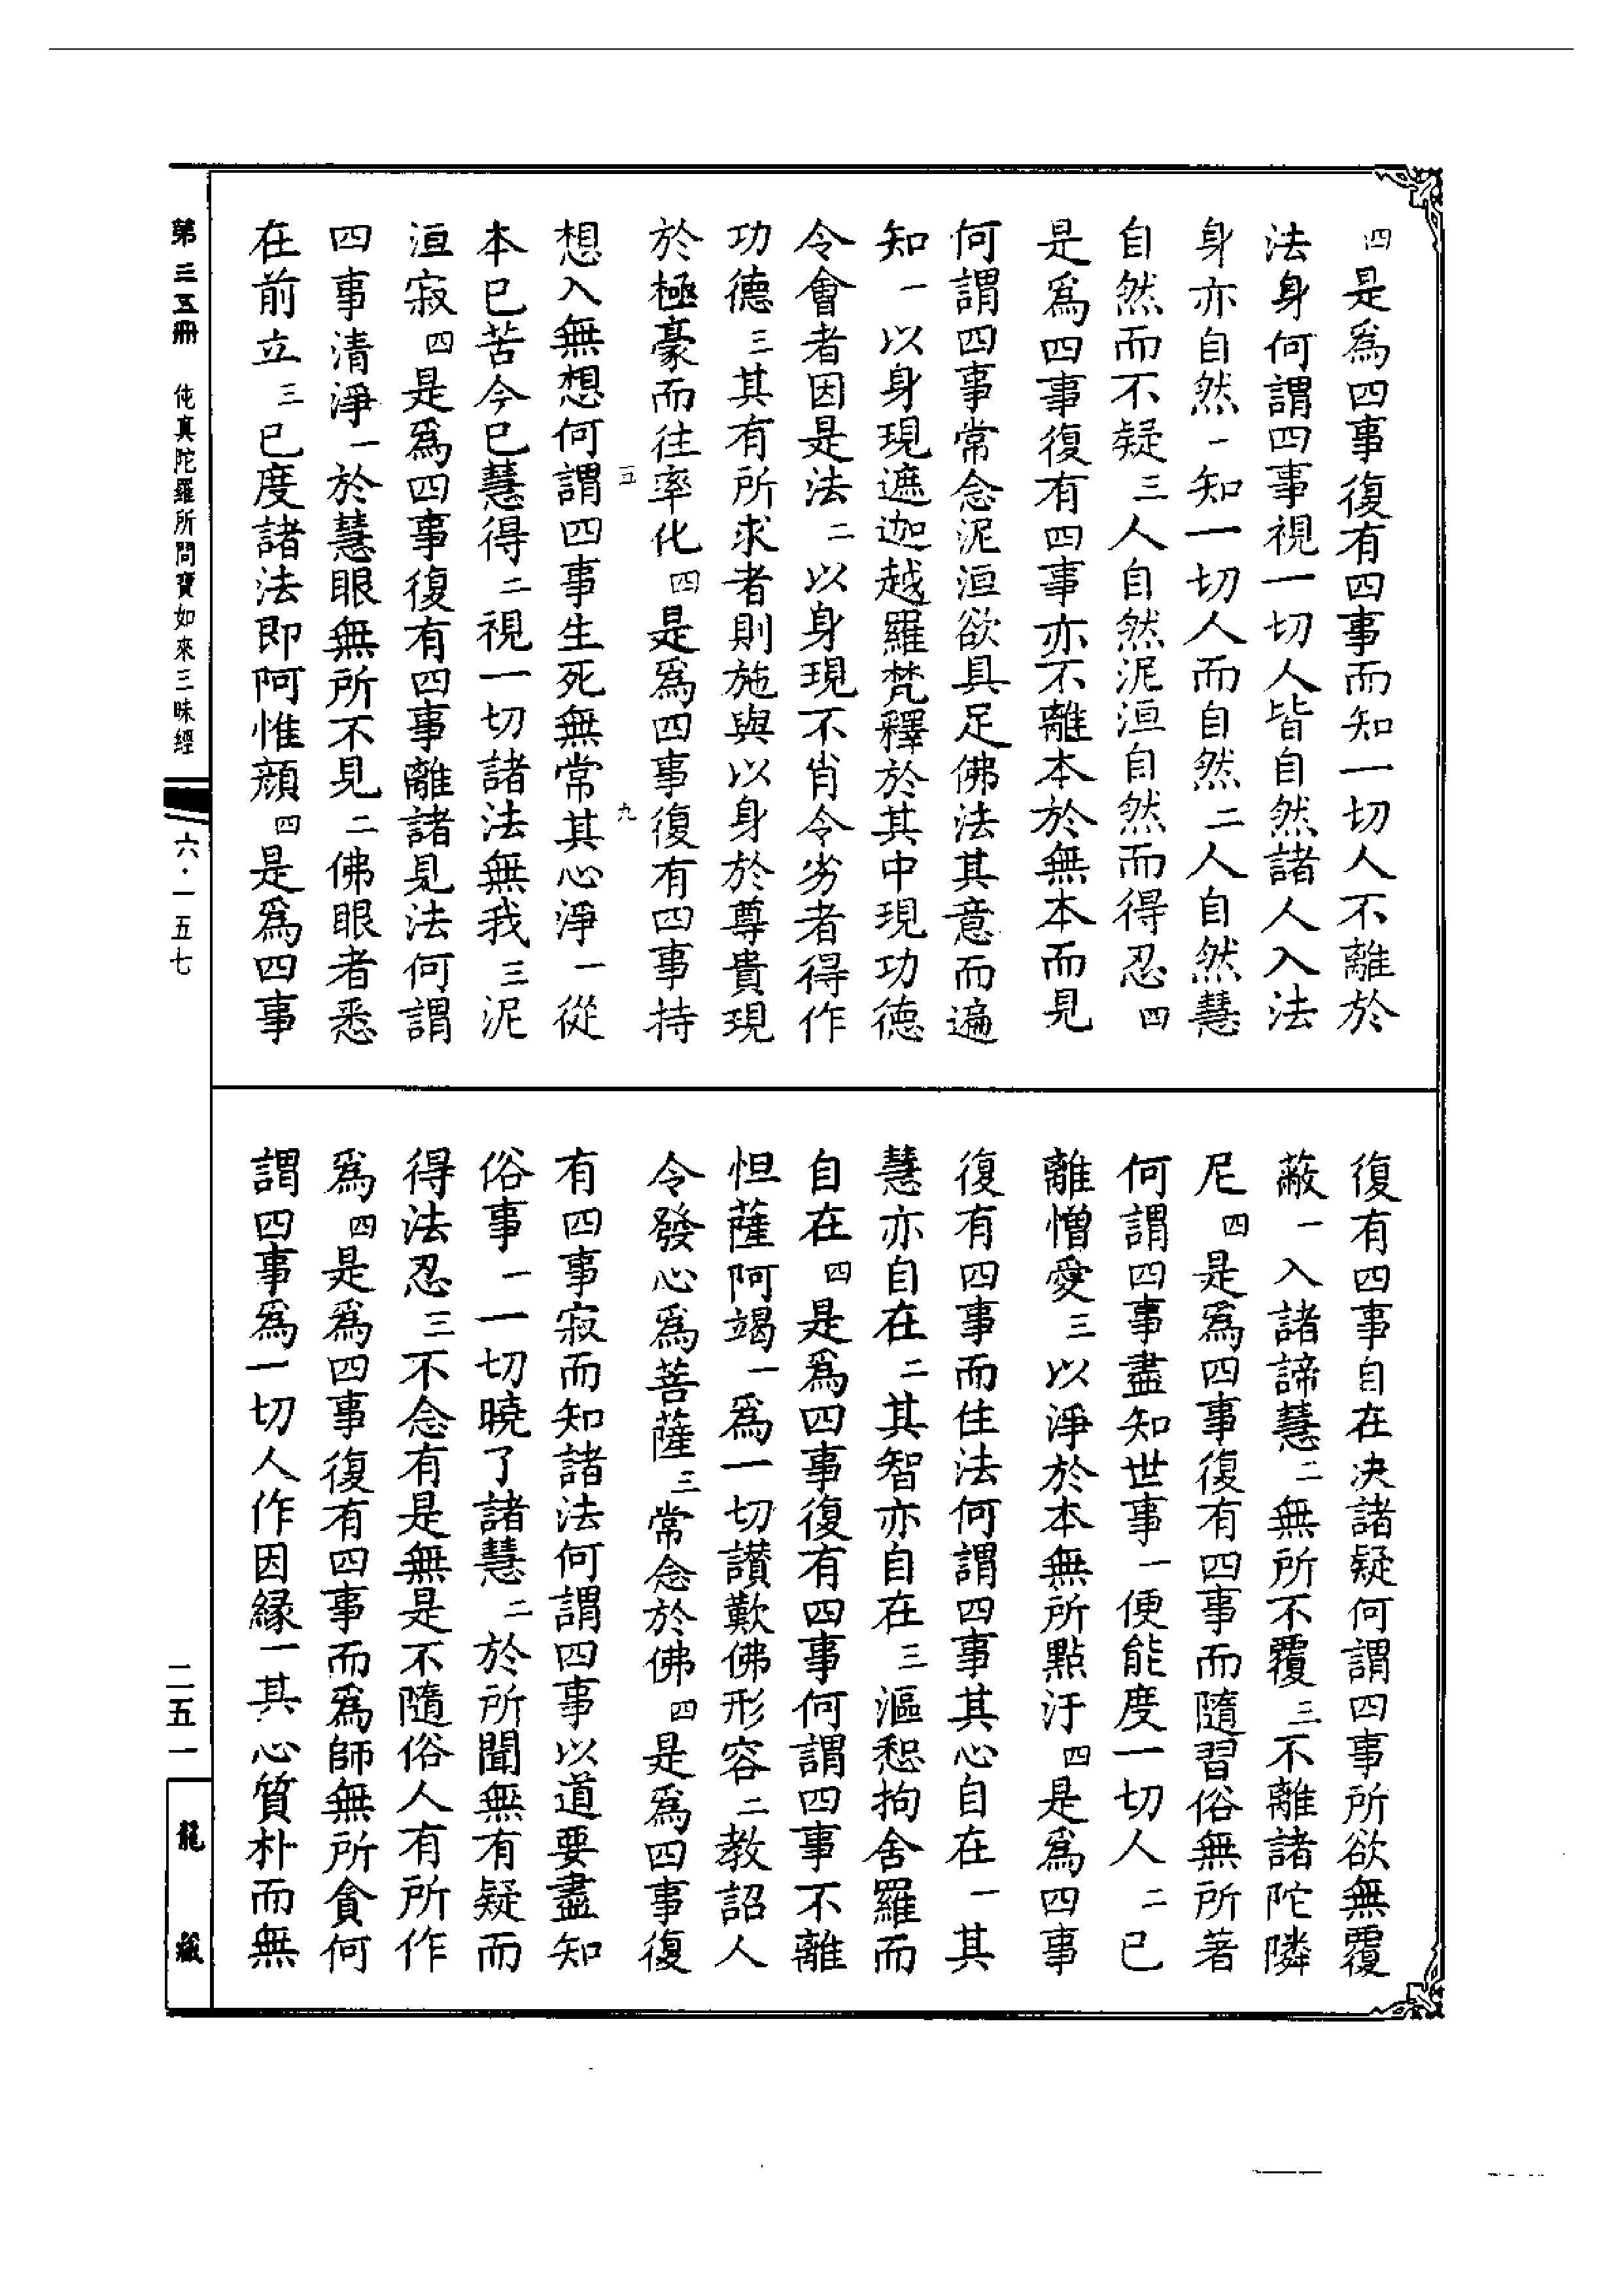 四是爲四事復有四事而知一切人不離於
法身何謂四事視一切人皆自然諸人入法
身亦自然一知一切人而自然二人自然慧
自然而不疑三人自然泥洹自然而得忍四
是爲四事復有四事亦不離本於無本而見
何謂四事常念泥洹欲具足佛法其意而遍
知一以身現遮迦越羅梵釋於其中現功德
令會者因是法二以身現不肖令劣者得作
功德三其有所求者則施與以身於尊貴現
於極豪而往率化四是爲四事復有四事持
五 九
想入無想何謂四事生死無常其心淨一從
本已苦今已慧得二視一切諸法無我三泥
洹寂四是爲四事復有四事離諸見法何謂
四事清淨一於慧眼無所不見二佛眼者悉
在前立三已度諸法即阿惟顔四是爲四事
復有四事自在决諸疑何謂四事所欲無覆
蔽一入諸諦慧二無所不覆三不離諸陀隣
尼四是爲四事復有四事而隨習俗無所著
何謂四事盡知世事一便能度一切人二已
離憎愛三以淨於本無所點汙四是爲四事
復有四事而住法何謂四事其心自在一其
慧亦自在二其智亦自在三漚惒拘舍羅而
自在四是爲四事復有四事何謂四事不離
怛薩阿竭一爲一切讃歎佛形容二教詔人
令發心爲菩薩三常念於佛四是爲四事復
有四事寂而知諸法何謂四事以道要盡知
俗事一一切曉了諸慧二於所聞無有疑而
得法忍三不念有是無是不隨俗人有所作
爲四是爲四事復有四事而爲師無所貪何
謂四事爲一切人作因縁一其心質朴而無
第三五冊 伅真陀羅所問寶如來三昧經 六·一五七
二五一 龍藏